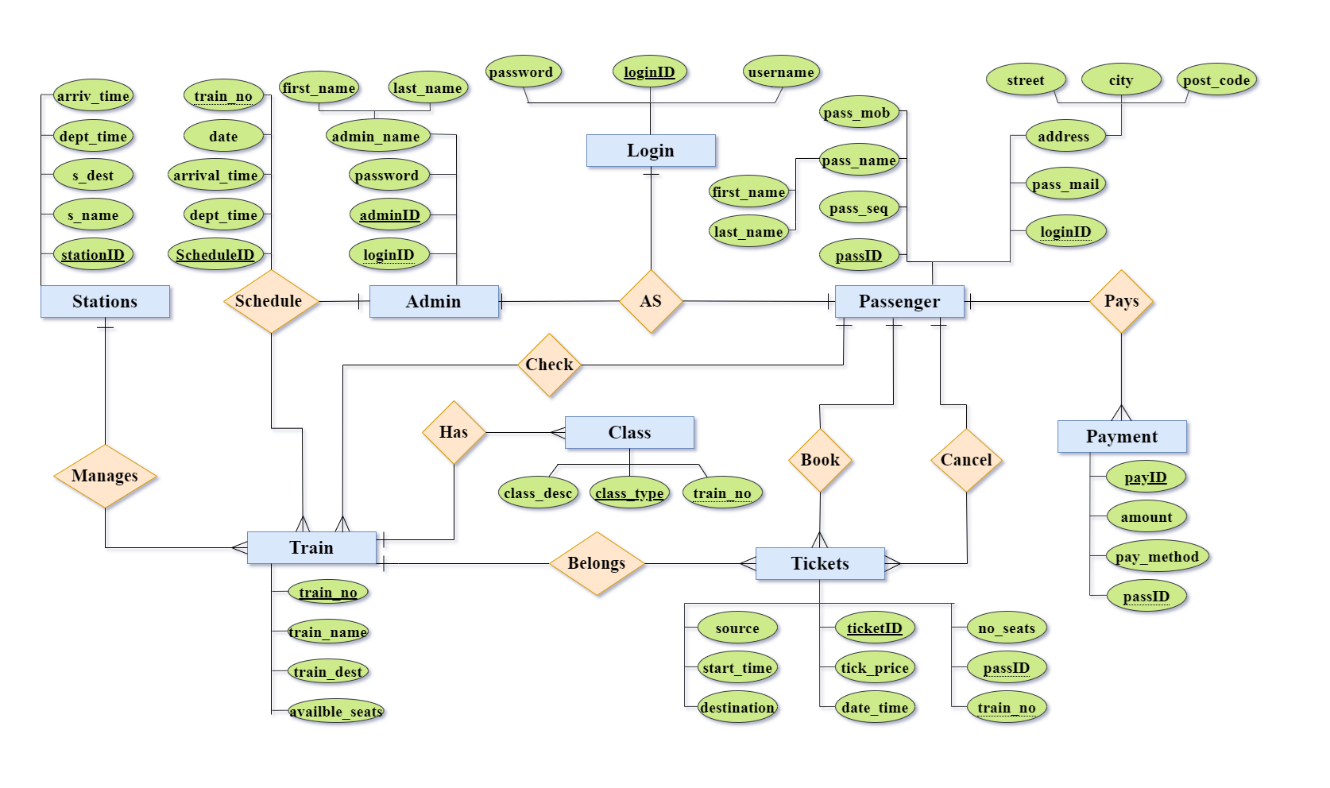 password
loginID
username
street
city
post_code
arriv_time
train_no
first_name
last_name
pass_mob
dept_time
date
admin_name
address
Login
s_dest
arrival_time
password
pass_name
pass_mail
first_name
s_name
dept_time
adminID
pass_seq
last_name
loginID
stationID
ScheduleID
loginID
passID
Stations
Schedule
Admin
AS
Passenger
Pays
Check
Has
Class
Payment
Manages
Book
Cancel
payID
class_desc
class_type
train_no
amount
Train
Belongs
Tickets
pay_method
train_no
passID
train_name
source
ticketID
no_seats
train_dest
start_time
tick_price
passID
availble_seats
destination
date_time
train_no